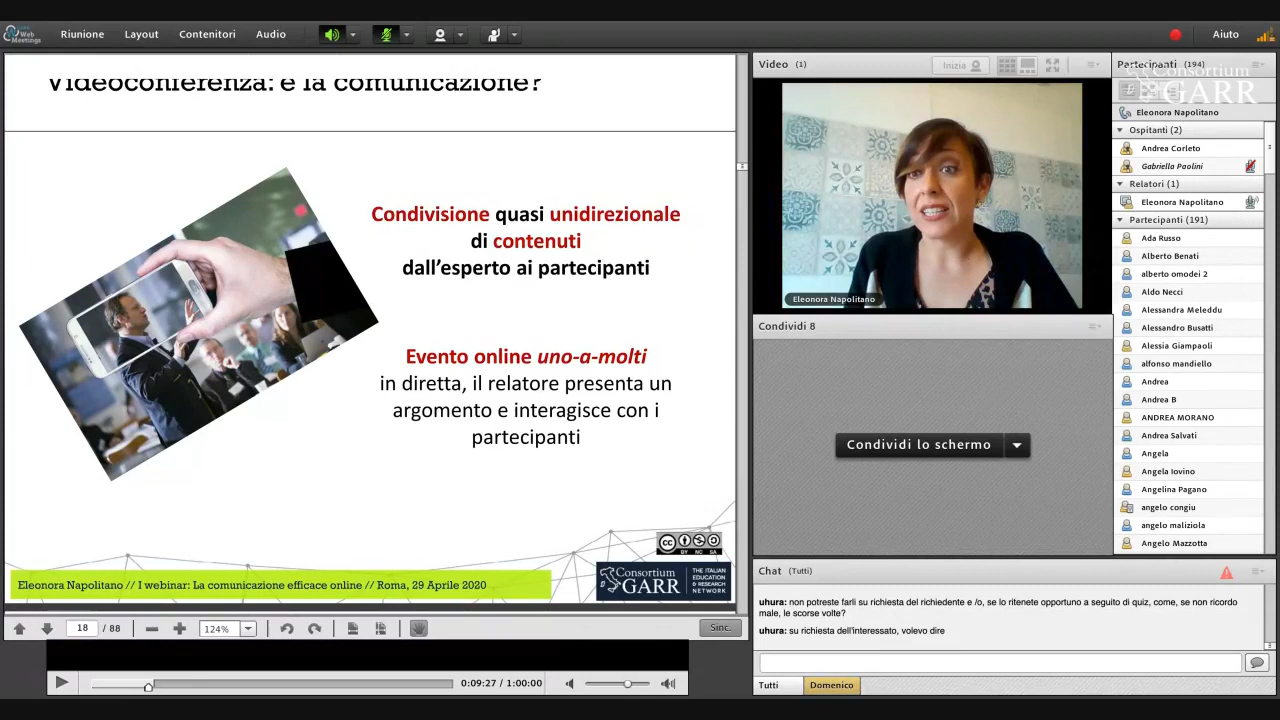 Web
Meetings
Riunione
Layout
Contenitori
Audio
Aiuto
Videoconferenza: e la comunicazione?
Condivisione quasi unidirezionale
di contenuti
dall'esperto ai partecipanti
Evento online uno-a-molti
in diretta, il relatore presenta un
argomento e interagisce con i
partecipanti
cc
BY NC SA
Eleonora Napolitano // I webinar: La comunicazione efficace online // Roma, 29 Aprile 2020
Consortium
GARR
THE ITALIAN
EDUCATION
& RESEARCH
NETWORK
18 / 88
124%
Sinc.
0:09:27 / 1:00:00
Video (1)
Inizia
Eleonora Napolitano
Condividi 8
Condividi lo schermo
Partecipanti (194)
Consortium
GARR
Eleonora Napolitano
Ospitanti (2)
Andrea Corleto
Gabriella Paolini
Relatori (1)
Eleonora Napolitano
Partecipanti (191)
Ada Russo
Alberto Benati
alberto omodei 2
Aldo Necci
Alessandra Meleddu
Alessandro Busatti
Alessia Giampaoli
alfonso mandiello
Andrea
Andrea B
ANDREA MORANO
Andrea Salvati
Angela
Angela Iovino
Angelina Pagano
angelo congiu
angelo maliziola
Angelo Mazzotta
Chat (Tutti)
uhura: non potreste farli su richiesta del richiedente e /o, se lo ritenete opportuno a seguito di quiz, come, se non ricordo
male, le scorse volte?
uhura: su richiesta dell'interessato, volevo dire
Tutti
Domenico